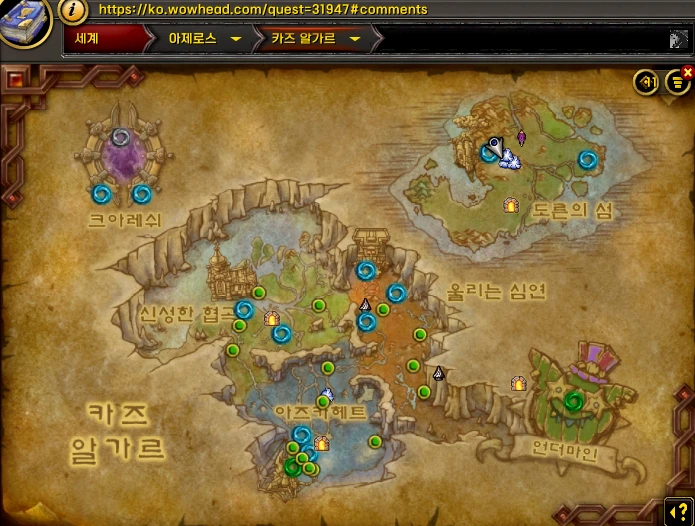 https://ko.wowhead.com/quest=31947#comments
세계
아제로스
카즈 알가르
크아레쉬
도른의 섬
울리는 심연
신성한 협곡
아즈카헤트
카즈
알가르
언더마인